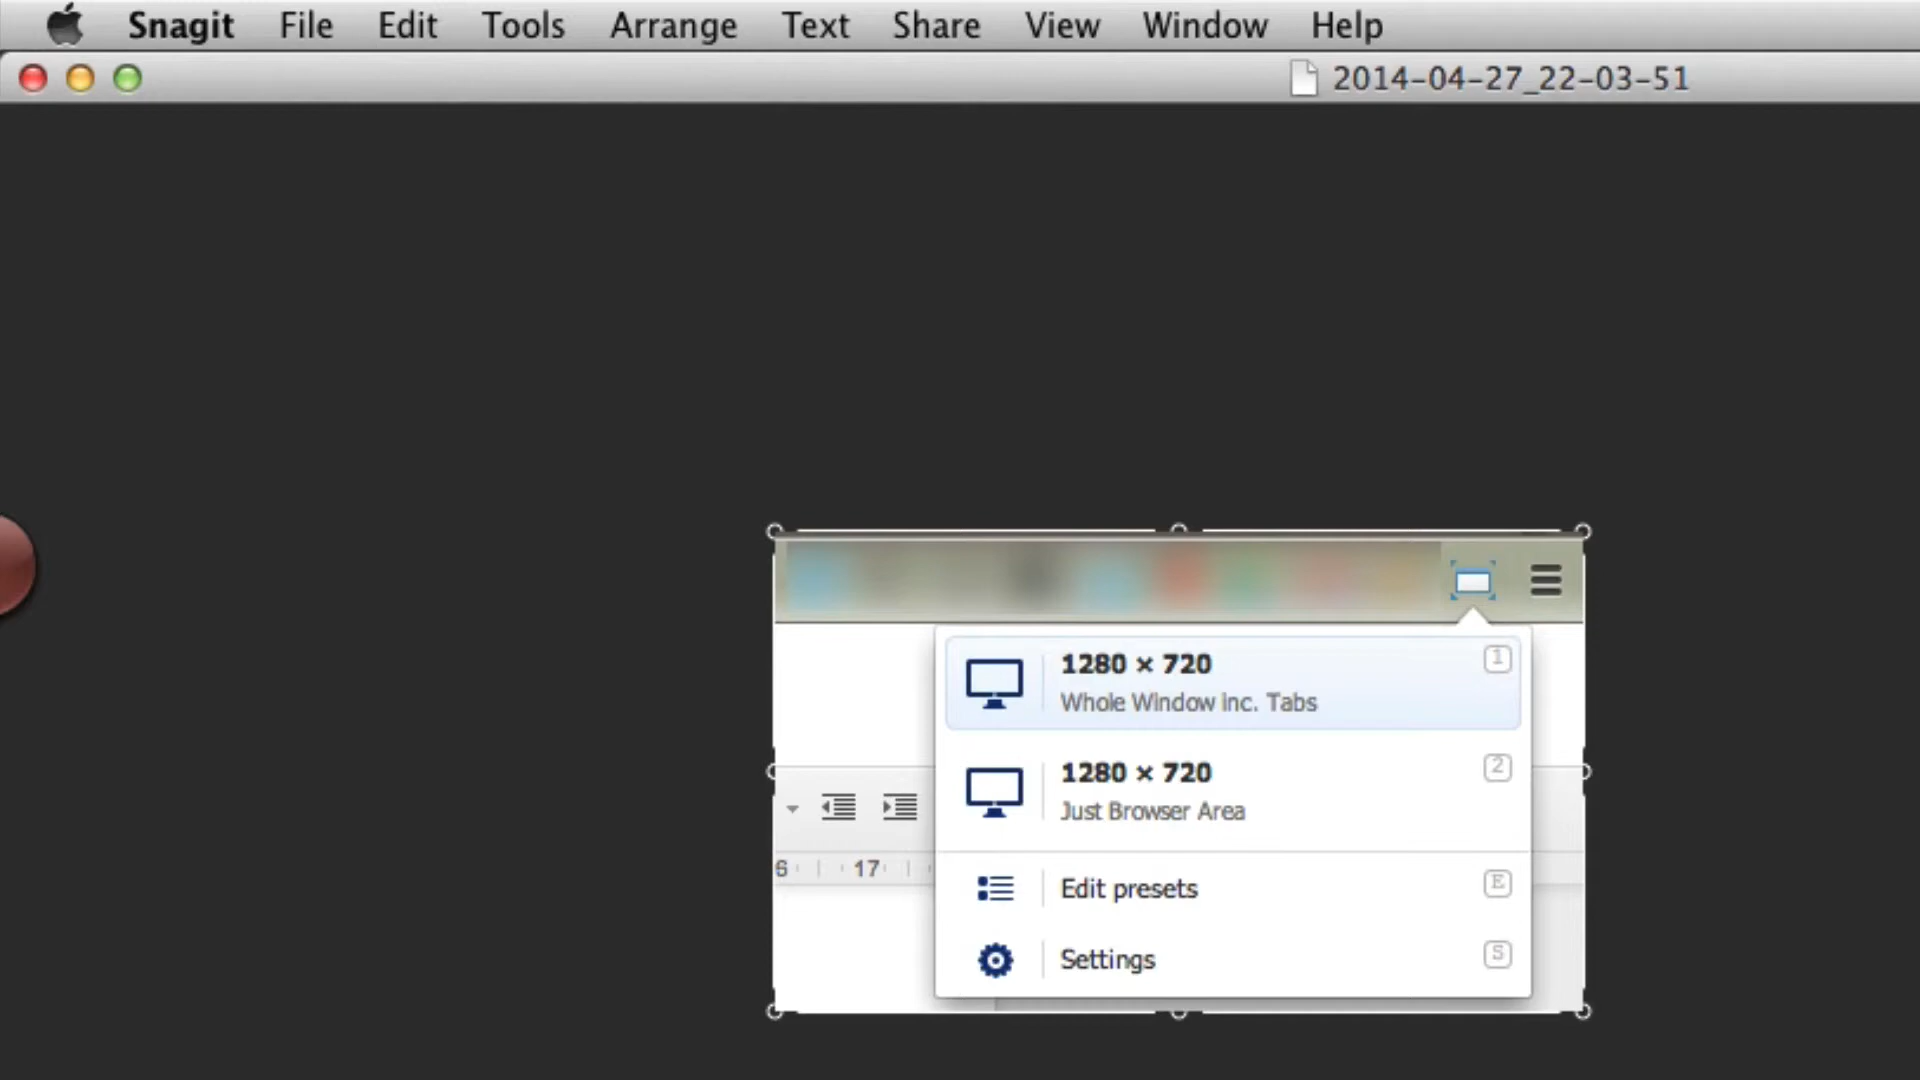 Snagit File Edit Tools Arrange Text Share View Window Help
2014-04-27_22-03-51
1280 × 720
1
Whole Window inc. Tabs
1280 × 720
2
Just Browser Area
6 17
Edit presets
E
Settings
S